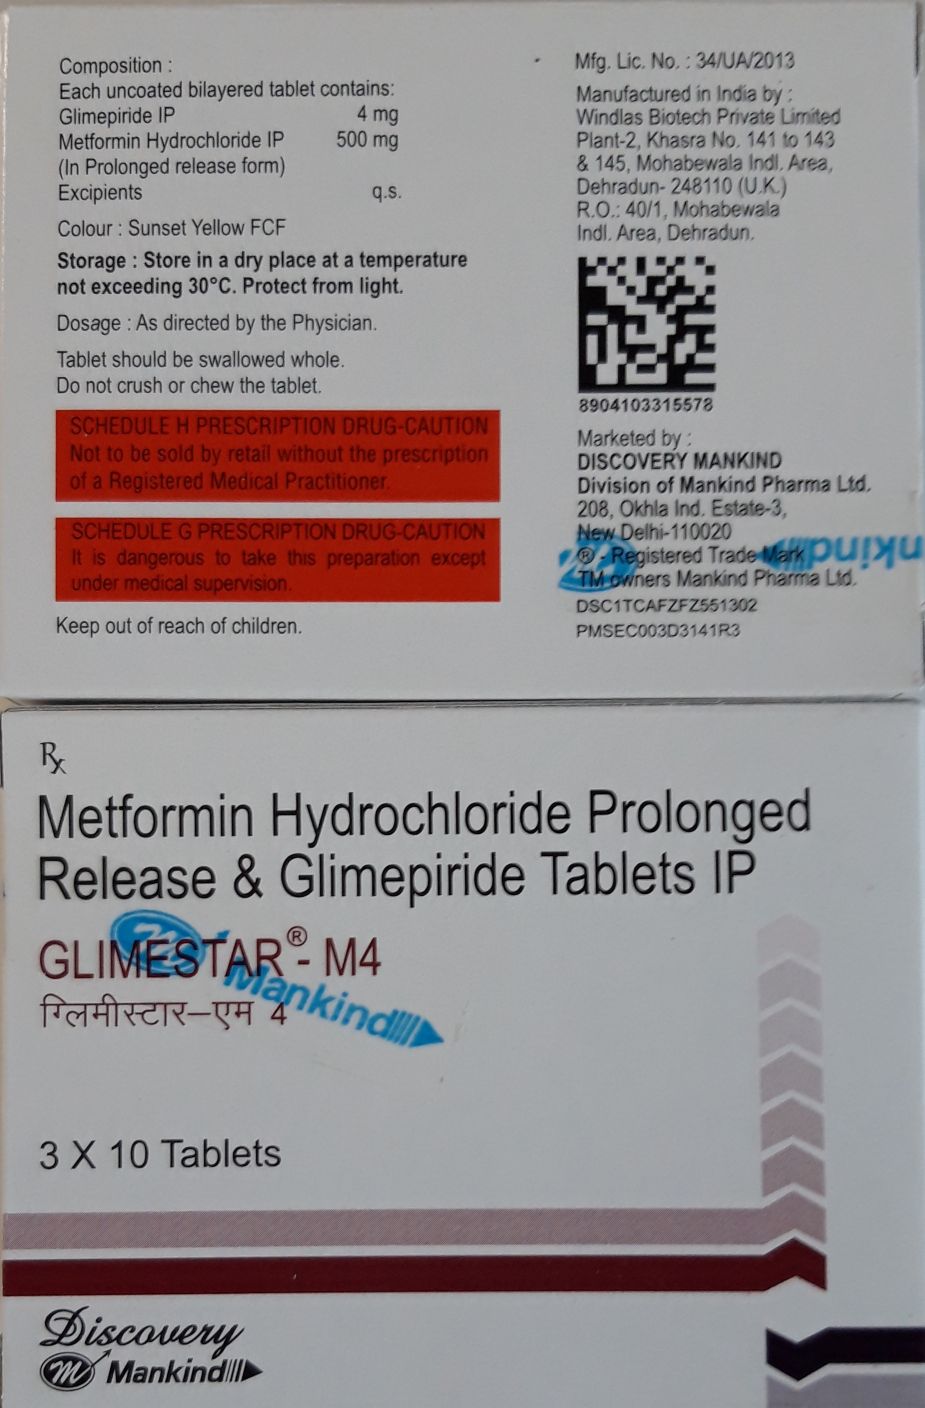 Composition :
Each uncoated bilayered tablet contains:
Glimepiride IP 4 mg
Metformin Hydrochloride IP 500 mg
(In Prolonged release form)
Excipients q.s.
Colour : Sunset Yellow FCF
Storage : Store in a dry place at a temperature
not exceeding 30°C. Protect from light.
Dosage : As directed by the Physician.
Tablet should be swallowed whole.
Do not crush or chew the tablet.
SCHEDULE H PRESCRIPTION DRUG-CAUTION
Not to be sold by retail without the prescription
of a Registered Medical Practitioner.
SCHEDULE G PRESCRIPTION DRUG-CAUTION
It is dangerous to take this preparation except
under medical supervision.
Keep out of reach of children.
Mfg. Lic. No. : 34/UA/2013
Manufactured in India by :
Windlas Biotech Private Limited
Plant-2, Khasra No. 141 to 143
& 145, Mohabewala Indl. Area,
Dehradun- 248110 (U.K.)
R.O.: 40/1, Mohabewala
Indl. Area, Dehradun.
8904103315578
Marketed by :
DISCOVERY MANKIND
Division of Mankind Pharma Ltd.
208, Okhla Ind. Estate-3,
New Delhi-110020
® - Registered Trade Mark
TM owners Mankind Pharma Ltd.
DSC1TCAFZFZ551302
PMSEC003D3141R3
Rx
Metformin Hydrochloride Prolonged
Release & Glimepiride Tablets IP
GLIMESTAR®- M4
Mankind
ग्लिमीस्टार–एम 4
3 X 10 Tablets
Discovery
Mankind